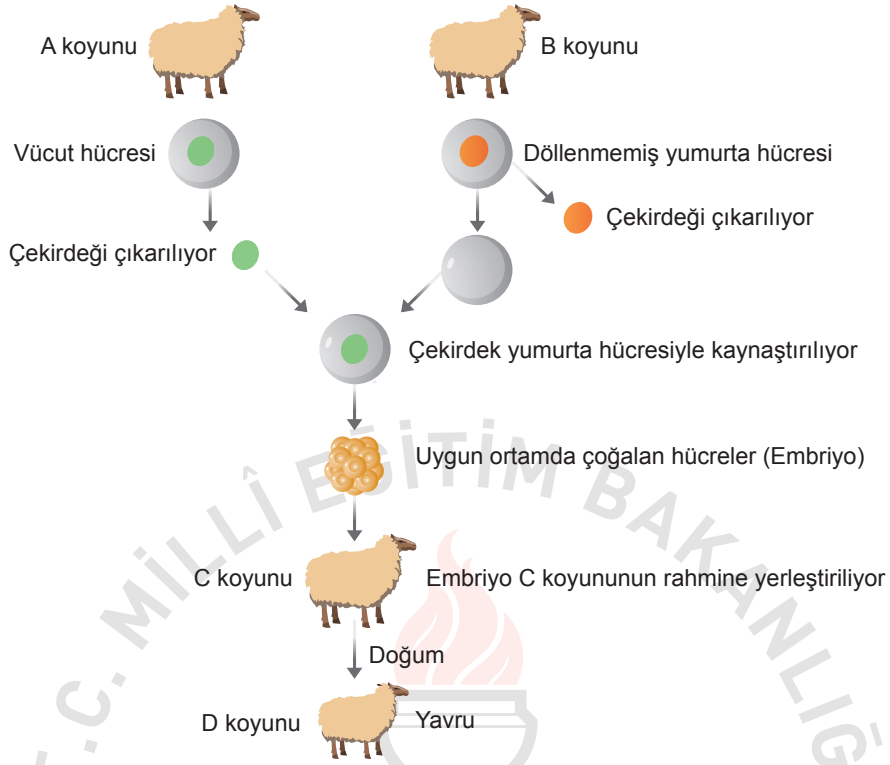 A koyunu
B koyunu
Vücut hücresi
Döllenmemiş yumurta hücresi
Çekirdeği çıkarılıyor
Çekirdeği çıkarılıyor
Çekirdek yumurta hücresiyle kaynaştırılıyor
Uygun ortamda çoğalan hücreler (Embriyo)
C koyunu
Embriyo C koyununun rahmine yerleştiriliyor
Doğum
D koyunu
Yavru
T.C. MİLLÎ EĞİTİM BAKANLIĞ